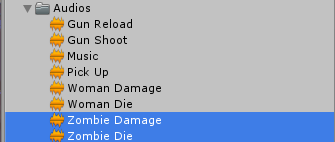 Audios
Gun Reload
Gun Shoot
Music
Pick Up
Woman Damage
Woman Die
Zombie Damage
Zombie Die